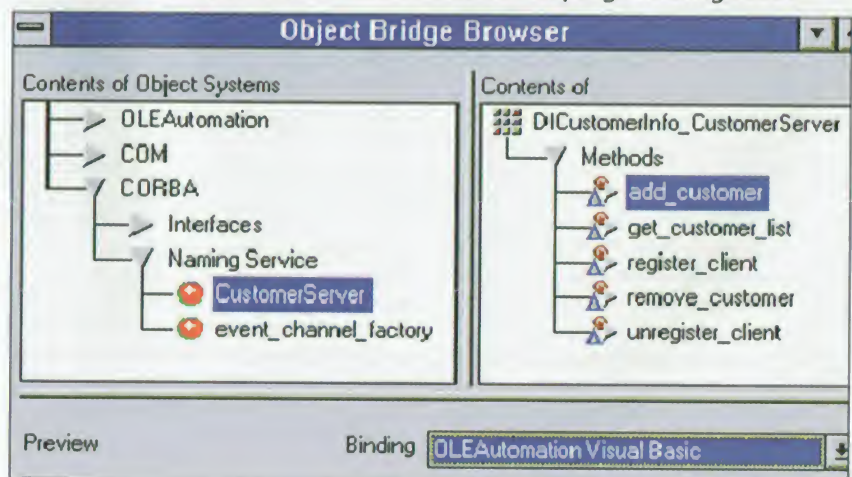 Object Bridge Browser
Contents of Object Systems
OLEAutomation
COM
CORBA
Interfaces
Naming Service
CustomerServer
event_channel_factory
Contents of
DICustomerInfo_CustomerServer
Methods
add_customer
get_customer_list
register_client
remove_customer
unregister_client
Preview
Binding OLEAutomation Visual Basic